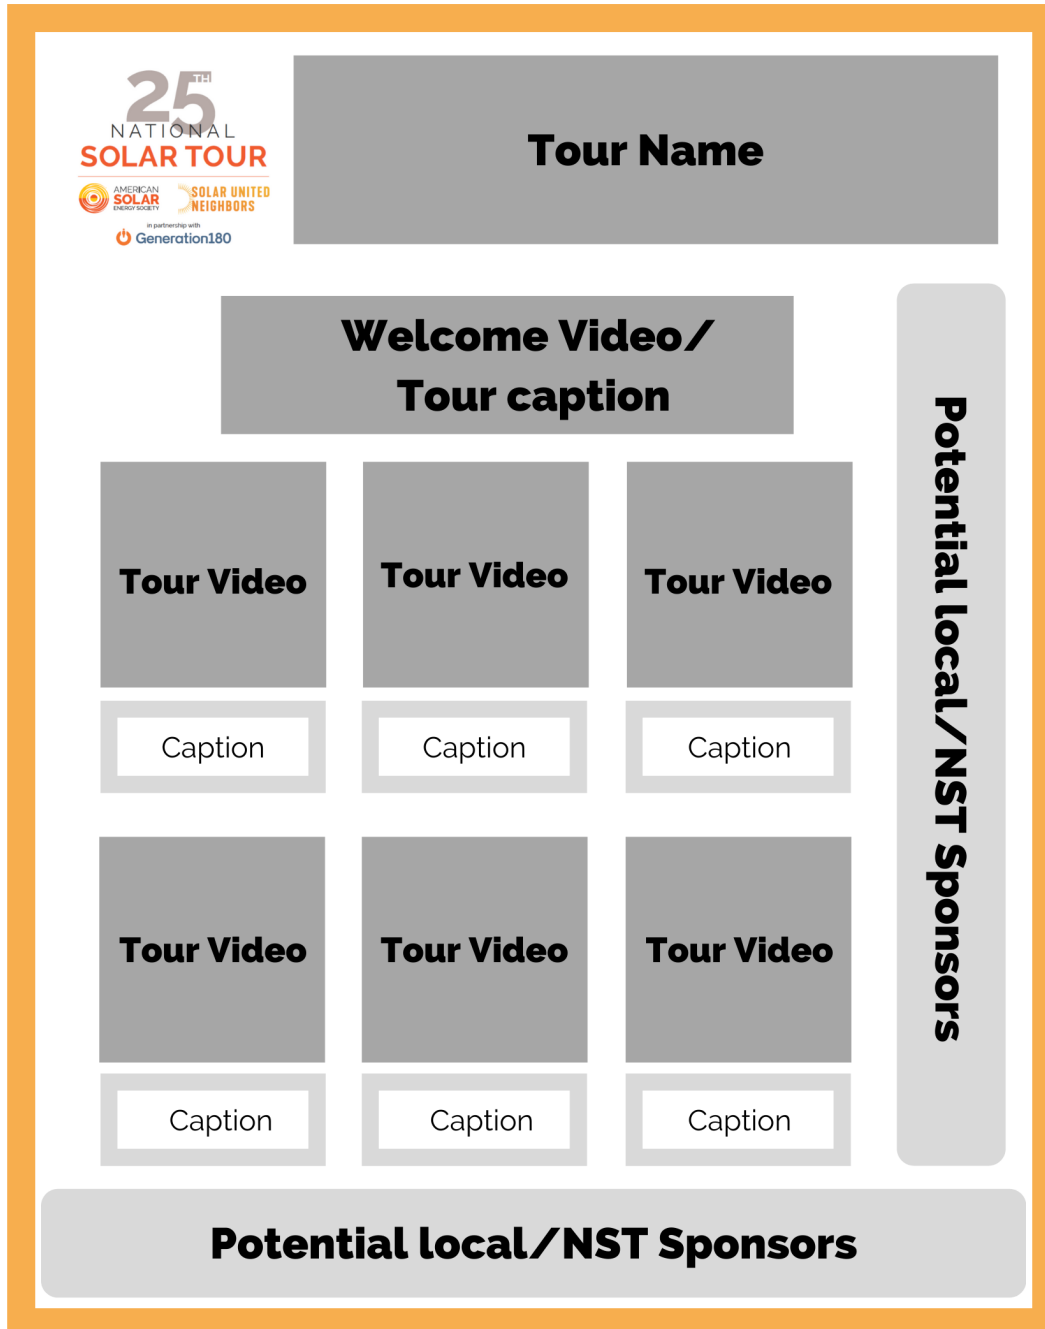 25TH
NATIONAL
SOLAR TOUR
AMERICAN
SOLAR
ENERGY SOCIETY
SOLAR UNITED
NEIGHBORS
in partnership with
Generation180
Tour Name
Welcome Video/
Tour caption
Tour Video
Tour Video
Tour Video
Caption
Caption
Caption
Tour Video
Tour Video
Tour Video
Caption
Caption
Caption
Potential local/NST Sponsors
Potential local/NST Sponsors